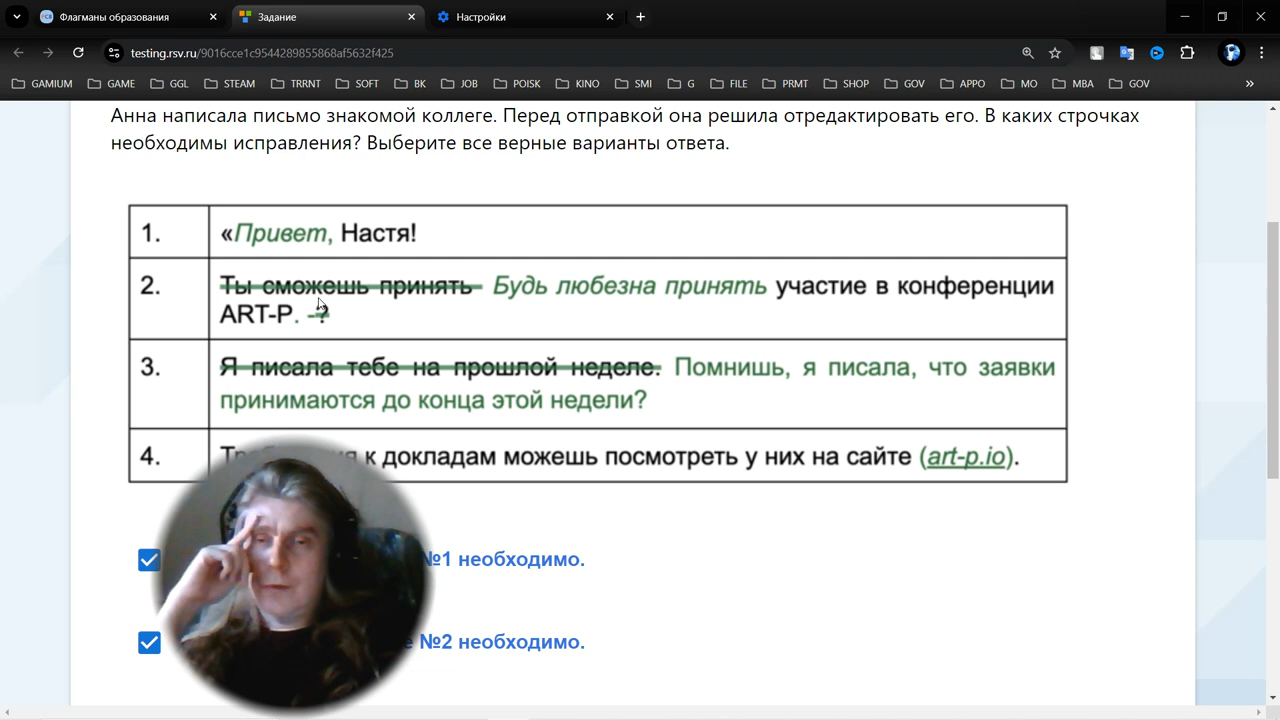 Флагманы образования
Задание
Настройки
testing.rsv.ru/9016cce1c9544289855868af5632f425
GAMIUM GAME GGL STEAM TRRNT SOFT BK JOB POISK KINO SMI G FILE PRMT SHOP GOV APPO MO MBA GOV »
Анна написала письмо знакомой коллеге. Перед отправкой она решила отредактировать его. В каких строчках
необходимы исправления? Выберите все верные варианты ответа.
1. «Привет, Настя!
2. Ты сможешь принять Будь любезна принять участие в конференции
ART-P. -?
3. Я писала тебе на прошлой неделе. Помнишь, я писала, что заявки
принимаются до конца этой недели?
4. к докладам можешь посмотреть у них на сайте (art-p.io).
№1 необходимо.
№2 необходимо.